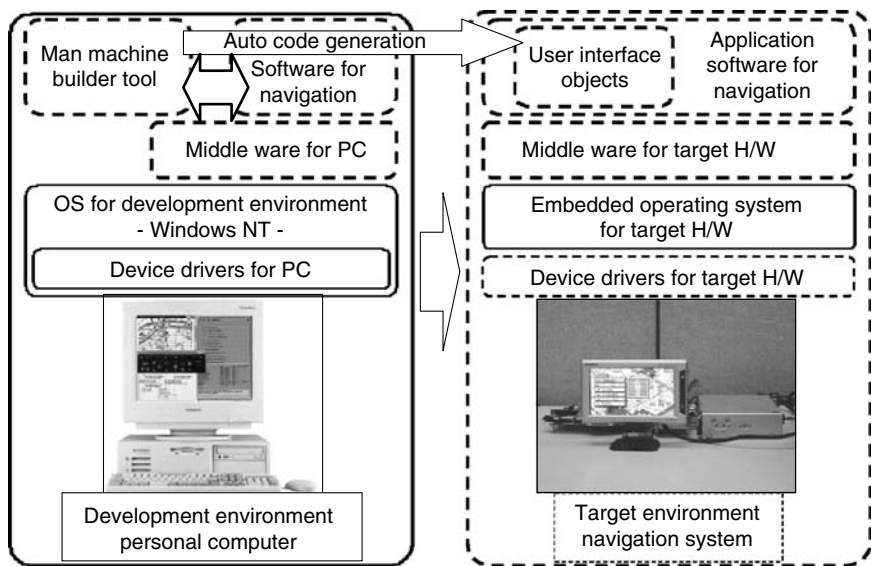 Man machine
builder tool
Auto code generation
Software for
navigation
Middle ware for PC
OS for development environment
- Windows NT -
Device drivers for PC
Development environment
personal computer
User interface
objects
Application
software for
navigation
Middle ware for target H/W
Embedded operating system
for target H/W
Device drivers for target H/W
Target environment
navigation system